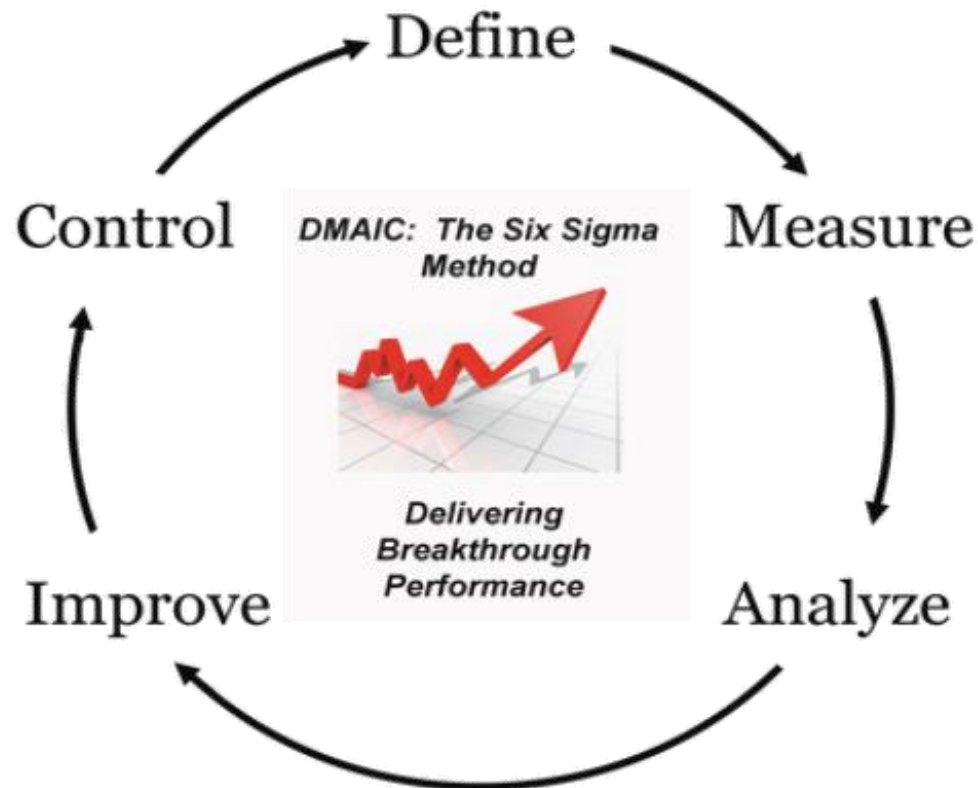 Define
Measure
Analyze
Improve
Control
DMAIC: The Six Sigma
Method
Delivering
Breakthrough
Performance